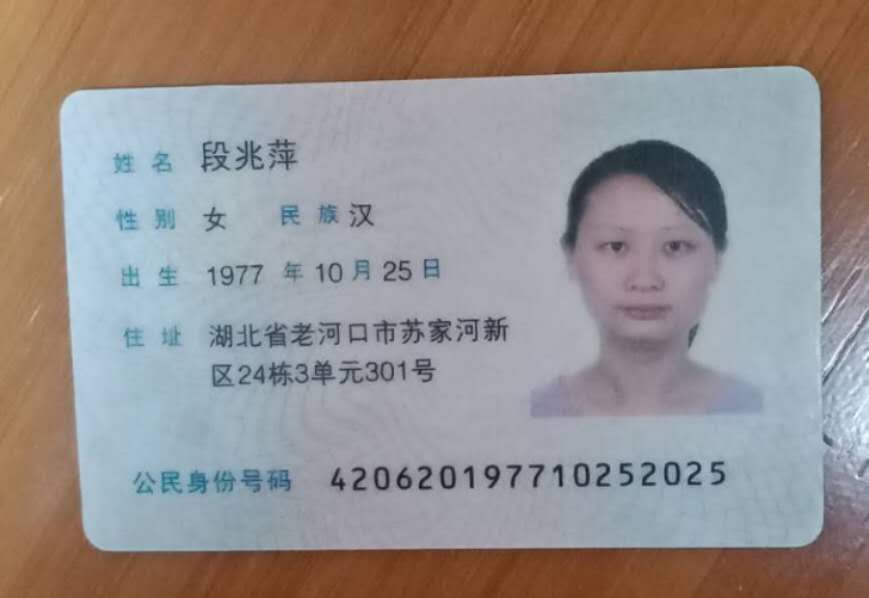 姓名 段兆萍
性别 女 民族 汉
出生 1977 年 10 月 25 日
住址 湖北省老河口市苏家河新
区24栋3单元301号
公民身份号码 420620197710252025